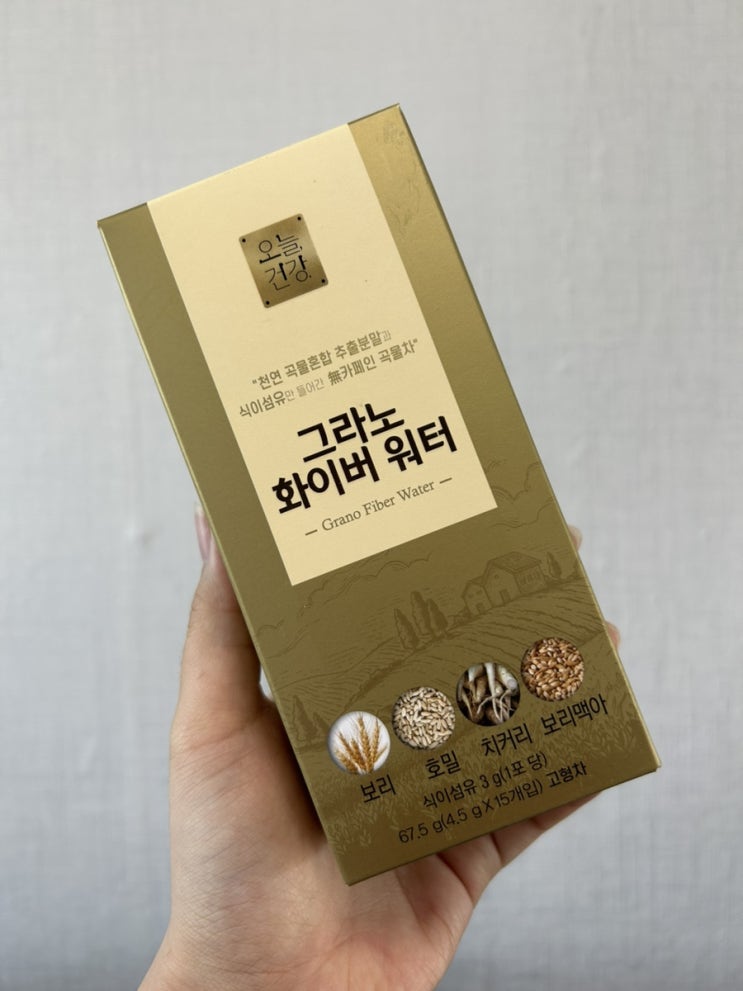 오늘,
건강.
"천연 곡물혼합 추출분말과
식이섬유만 들어간 無카페인 곡물차"
그라노
화이버 워터
— Grano Fiber Water —
보리 호밀 치커리 보리맥아
식이섬유 3 g(1포 당)
67.5 g(4.5 g X 15개입) 고형차